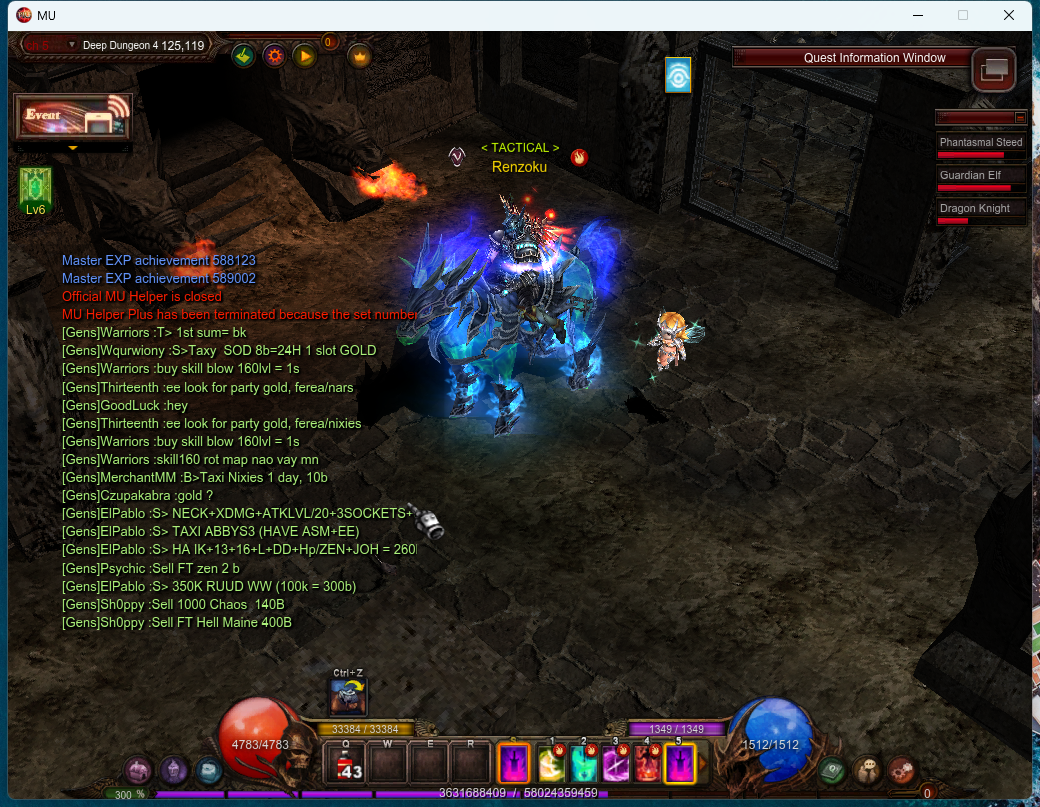 MU
Ch 5
Deep Dungeon 4 125,119
0
Quest Information Window
Event
Lv6
Phantasmal Steed
Guardian Elf
Dragon Knight
< TACTICAL >
Renzoku
Master EXP achievement 588123
Master EXP achievement 589002
Official MU Helper is closed
MU Helper Plus has been terminated because the set number
[Gens]Warriors :T> 1st sum= bk
[Gens]Wqurwiony :S>Taxy  SOD 8b=24H 1 slot GOLD
[Gens]Warriors :buy skill blow 160lvl = 1s
[Gens]Thirteenth :ee look for party gold, ferea/nars
[Gens]GoodLuck :hey
[Gens]Thirteenth :ee look for party gold, ferea/nixies
[Gens]Warriors :buy skill blow 160lvl = 1s
[Gens]Warriors :skill160 rot map nao vay mn
[Gens]MerchantMM :B>Taxi Nixies 1 day, 10b
[Gens]Czupakabra :gold ?
[Gens]ElPablo :S> NECK+XDMG+ATKLVL/20+3SOCKETS+
[Gens]ElPablo :S> TAXI ABBYS3 (HAVE ASM+EE)
[Gens]ElPablo :S> HA IK+13+16+L+DD+Hp/ZEN+JOH = 260
[Gens]Psychic :Sell FT zen 2 b
[Gens]ElPablo :S> 350K RUUD WW (100k = 300b)
[Gens]Sh0ppy :Sell 1000 Chaos  140B
[Gens]Sh0ppy :Sell FT Hell Maine 400B
Ctrl+Z
33384 / 33384
1349 / 1349
4783/4783
Q W E R
1 2 3 4 5
43
1512/1512
300 %
3631688409 / 58024359459
0